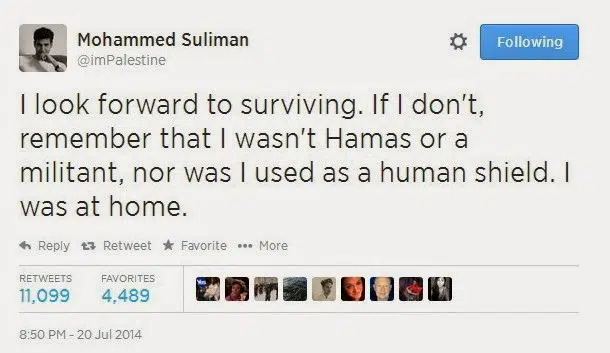 Mohammed Suliman
@imPalestine
Following
I look forward to surviving. If I don't,
remember that I wasn't Hamas or a
militant, nor was I used as a human shield. I
was at home.
Reply Retweet Favorite More
RETWEETS FAVORITES
11,099 4,489
8:50 PM - 20 Jul 2014